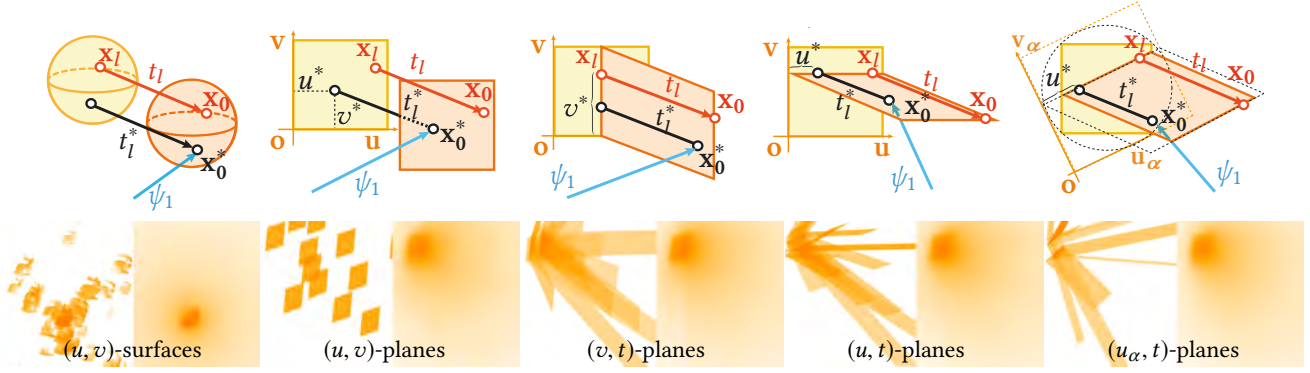 x_l t_l x_0 t_l^* x_0^* ψ_1
v u^* v^* o u x_l t_l x_0 t_l^* x_0^* ψ_1
v v^* o x_l t_l x_0 t_l^* x_0^* ψ_1
v u^* o u x_l t_l x_0 t_l^* x_0^* ψ_1
v_α u^* o u_α x_l t_l x_0 t_l^* x_0^* ψ_1
(u, v)-surfaces
(u, v)-planes
(v, t)-planes
(u, t)-planes
(u_α, t)-planes